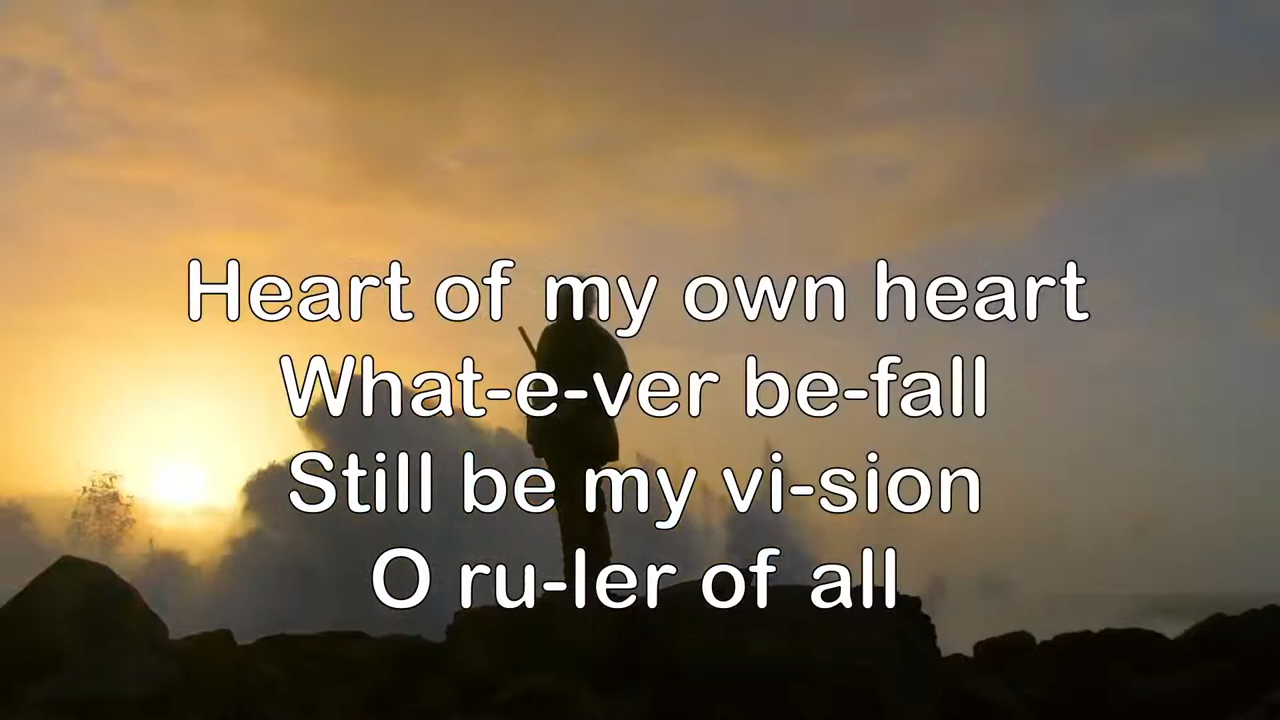 Heart of my own heart
What-e-ver be-fall
Still be my vi-sion
O ru-ler of all